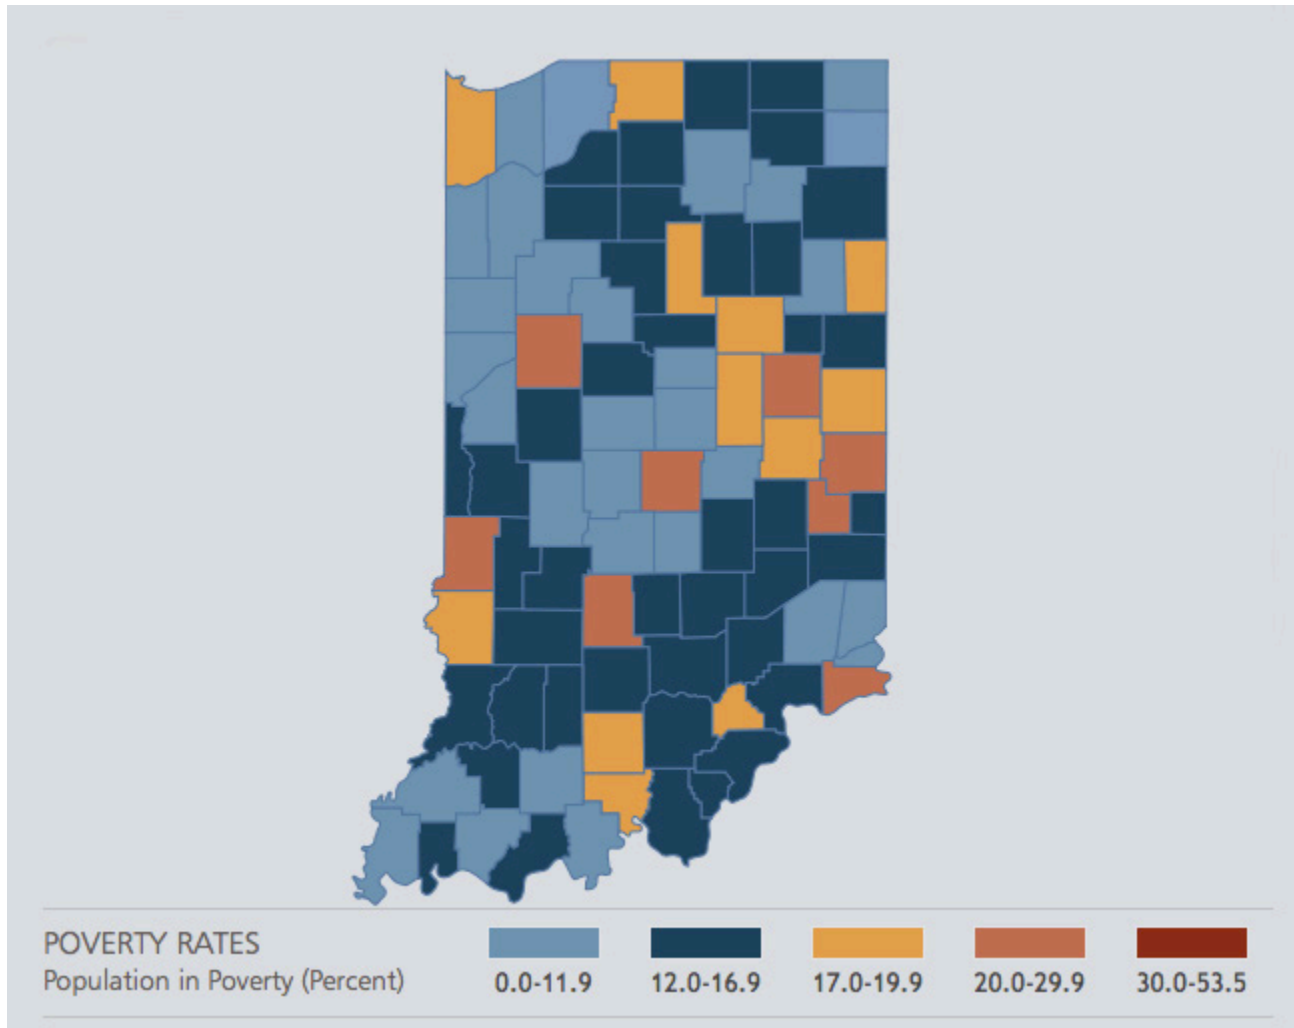 POVERTY RATES
Population in Poverty (Percent)
0.0-11.9
12.0-16.9
17.0-19.9
20.0-29.9
30.0-53.5